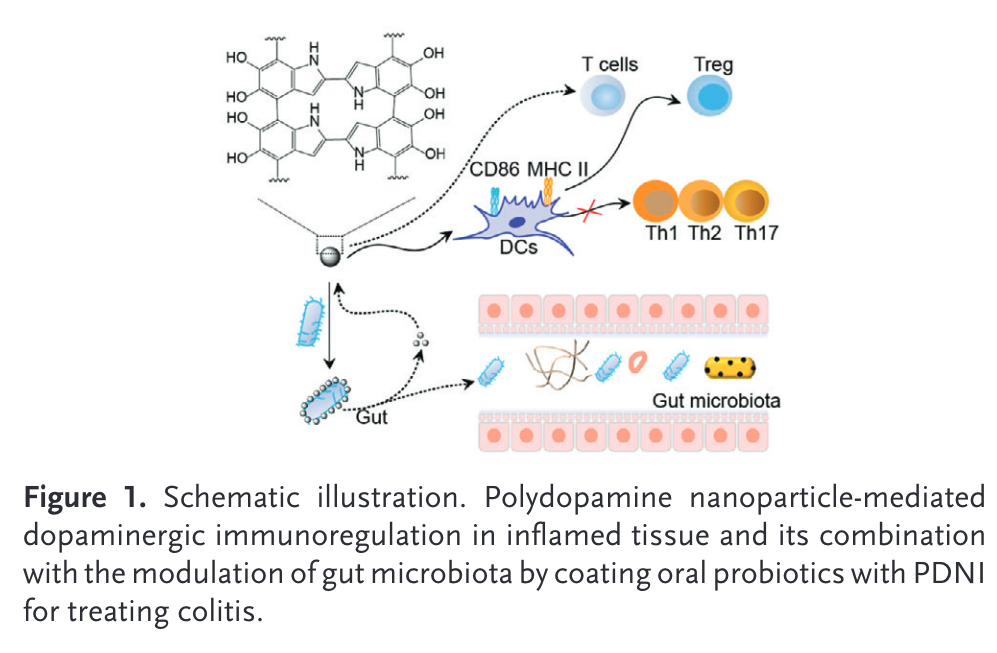 H
HO
N
OH
HO
N
H
OH
HO
H
N
OH
HO
N
H
OH
T cells
Treg
CD86 MHC II
DCs
Th1 Th2 Th17
Gut
Gut microbiota
Figure 1. Schematic illustration. Polydopamine nanoparticle-mediated
dopaminergic immunoregulation in inflamed tissue and its combination
with the modulation of gut microbiota by coating oral probiotics with PDNI
for treating colitis.